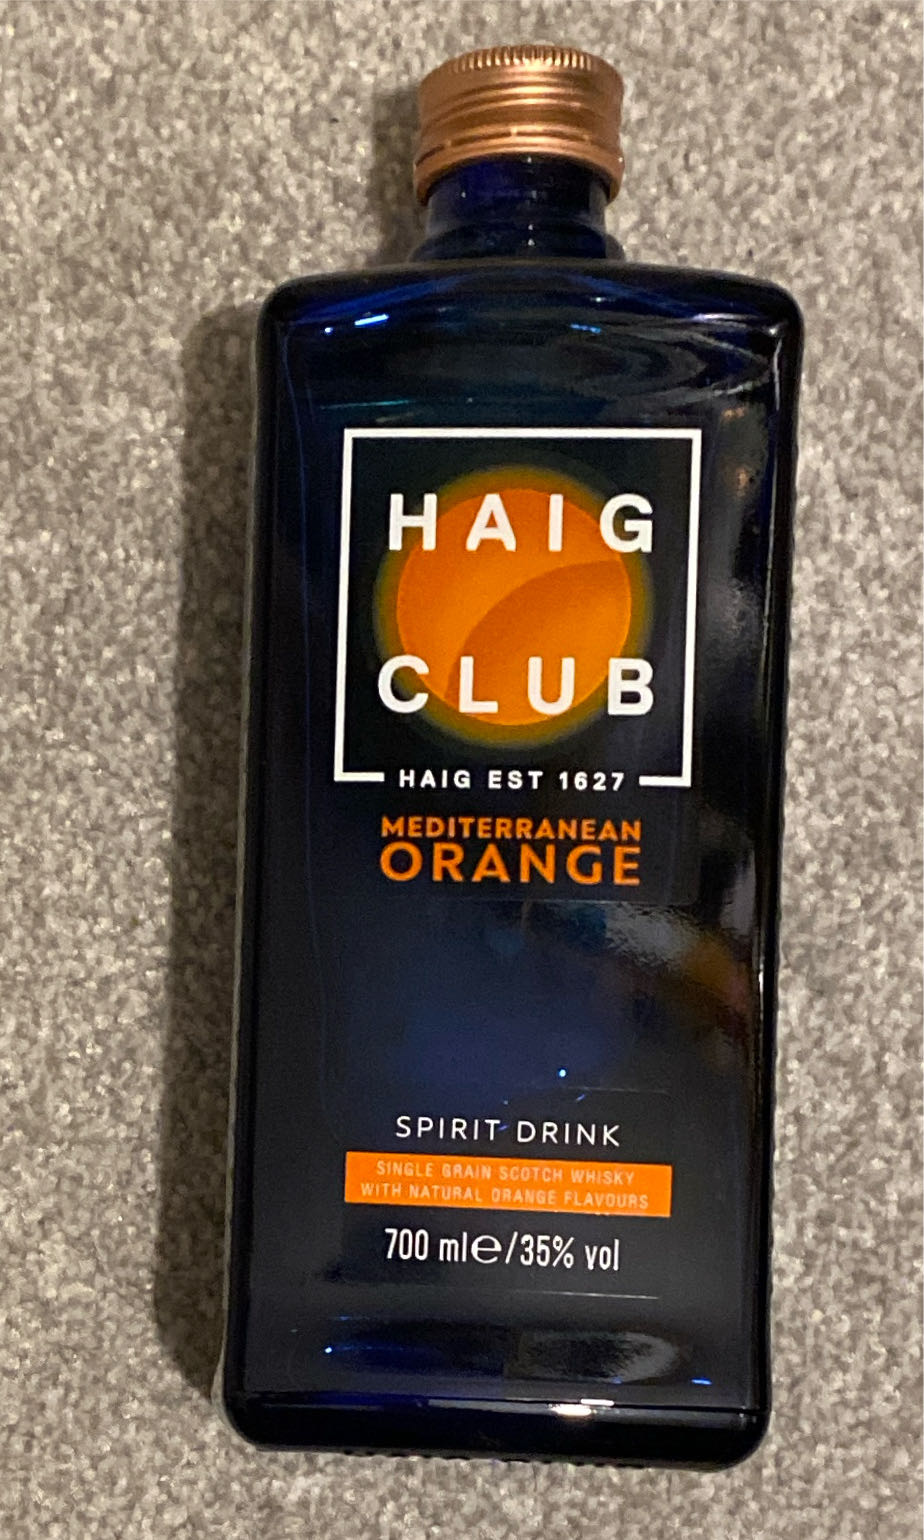 HAIG
CLUB
HAIG EST 1627
MEDITERRANEAN
ORANGE
SPIRIT DRINK
SINGLE GRAIN SCOTCH WHISKY
WITH NATURAL ORANGE FLAVOURS
700 ml℮/35% vol